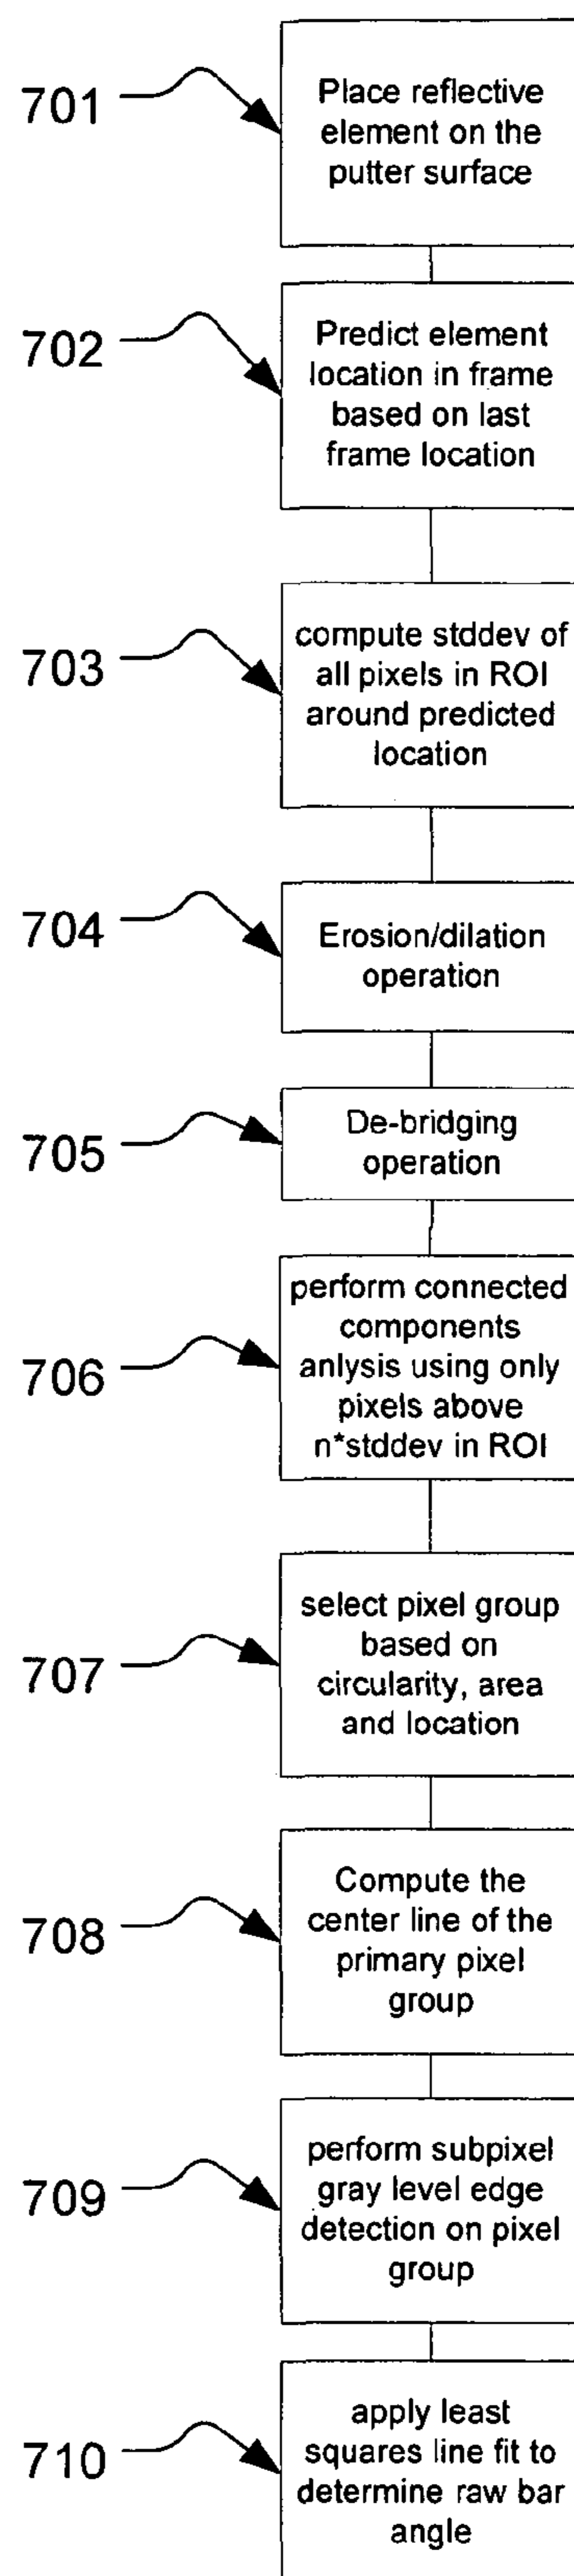 701
Place reflective
element on the
putter surface
702
Predict element
location in frame
based on last
frame location
703
compute stddev of
all pixels in ROI
around predicted
location
704
Erosion/dilation
operation
705
De-bridging
operation
706
perform connected
components
anlysis using only
pixels above
n*stddev in ROI
707
select pixel group
based on
circularity, area
and location
708
Compute the
center line of the
primary pixel
group
709
perform subpixel
gray level edge
detection on pixel
group
710
apply least
squares line fit to
determine raw bar
angle